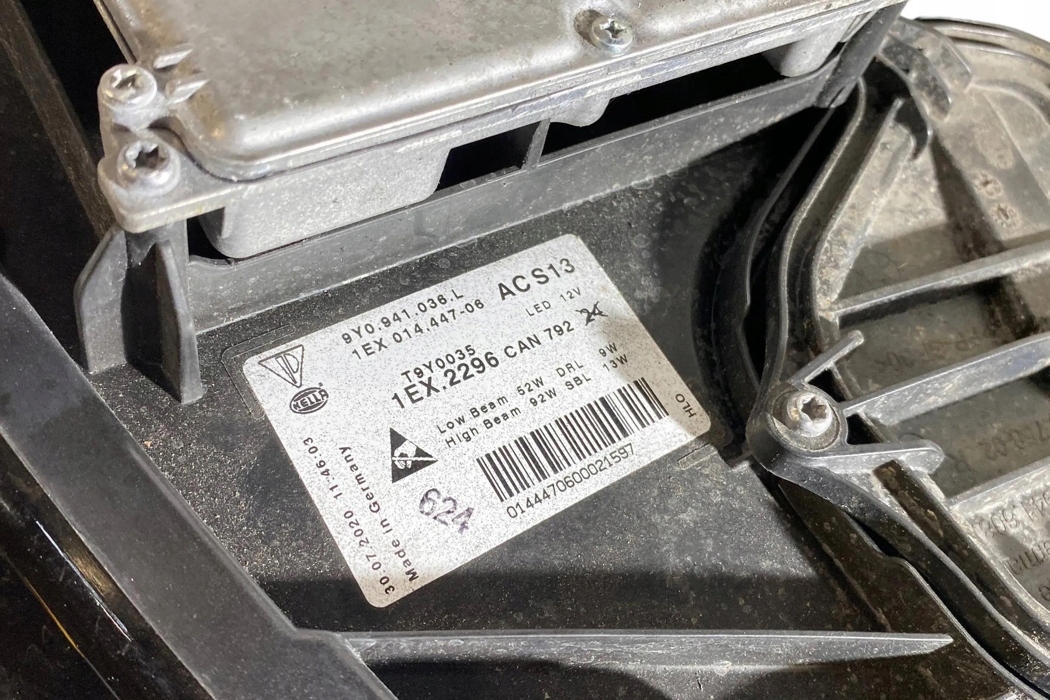 9Y0.941.036.L
1EX 014.447-06
ACS13
LED 12V
T9Y0035
1EX.2296 CAN 792 24
Low Beam 52W DRL 9W
High Beam 92W SBL 13W
HELLA
30.07.2020 11:46:03
Made in Germany
624
0144470600021597
HLO